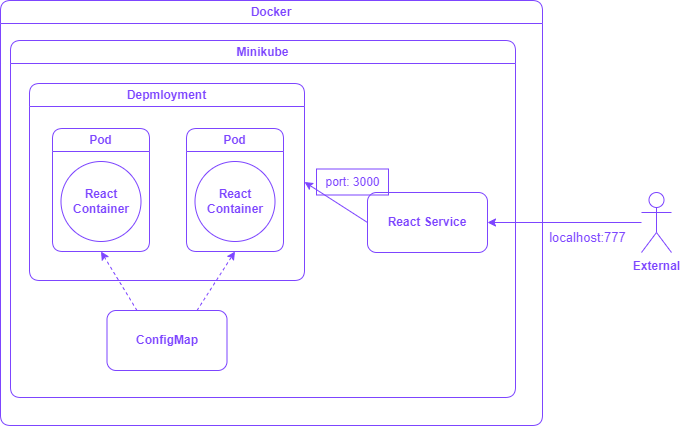 Docker
Minikube
Depmloyment
Pod
Pod
React
Container
React
Container
port: 3000
React Service
localhost:777
External
ConfigMap